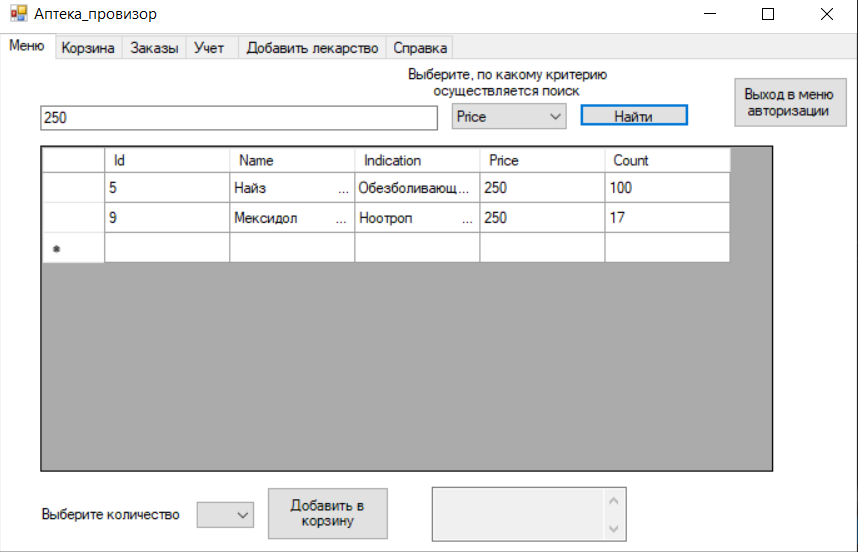 Аптека_провизор
Меню Корзина Заказы Учет Добавить лекарство Справка
Выберите, по какому критерию
осуществляется поиск
250 Price Найти
Выход в меню
авторизации
Id Name Indication Price Count
5 Найз ... Обезболивающ... 250 100
9 Мексидол ... Ноотроп ... 250 17
*
Выберите количество
Добавить в
корзину